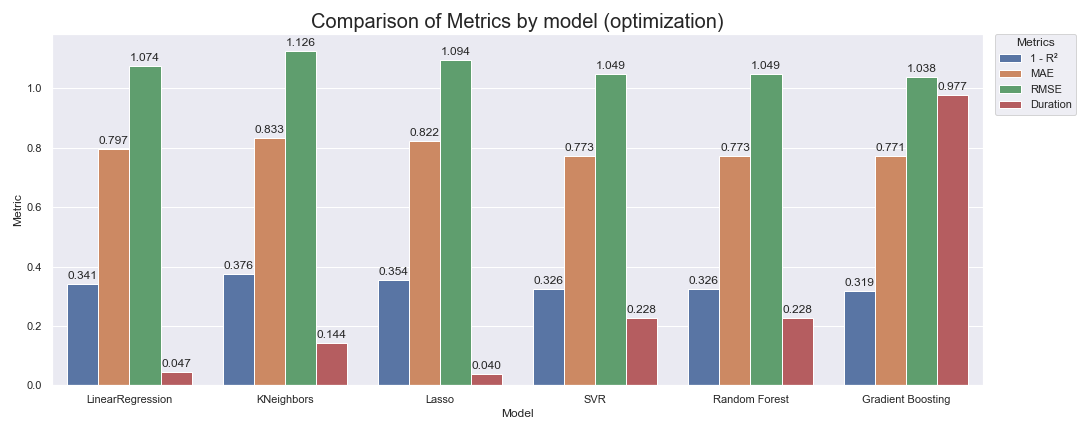 Comparison of Metrics by model (optimization)
Metrics
1 - R²
MAE
RMSE
Duration
Metric
1.0
0.8
0.6
0.4
0.2
0.0
0.341
0.797
1.074
0.047
0.376
0.833
1.126
0.144
0.354
0.822
1.094
0.040
0.326
0.773
1.049
0.228
0.326
0.773
1.049
0.228
0.319
0.771
1.038
0.977
LinearRegression
KNeighbors
Lasso
SVR
Random Forest
Gradient Boosting
Model